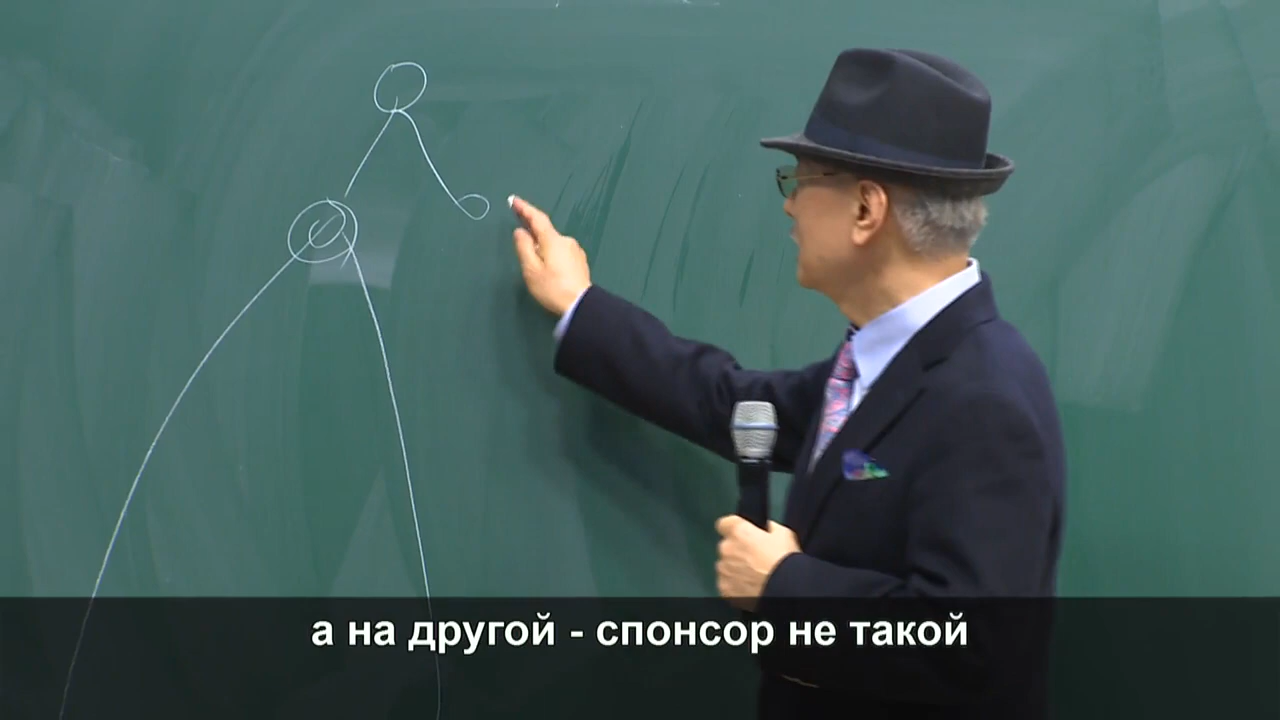 а на другой - спонсор не такой